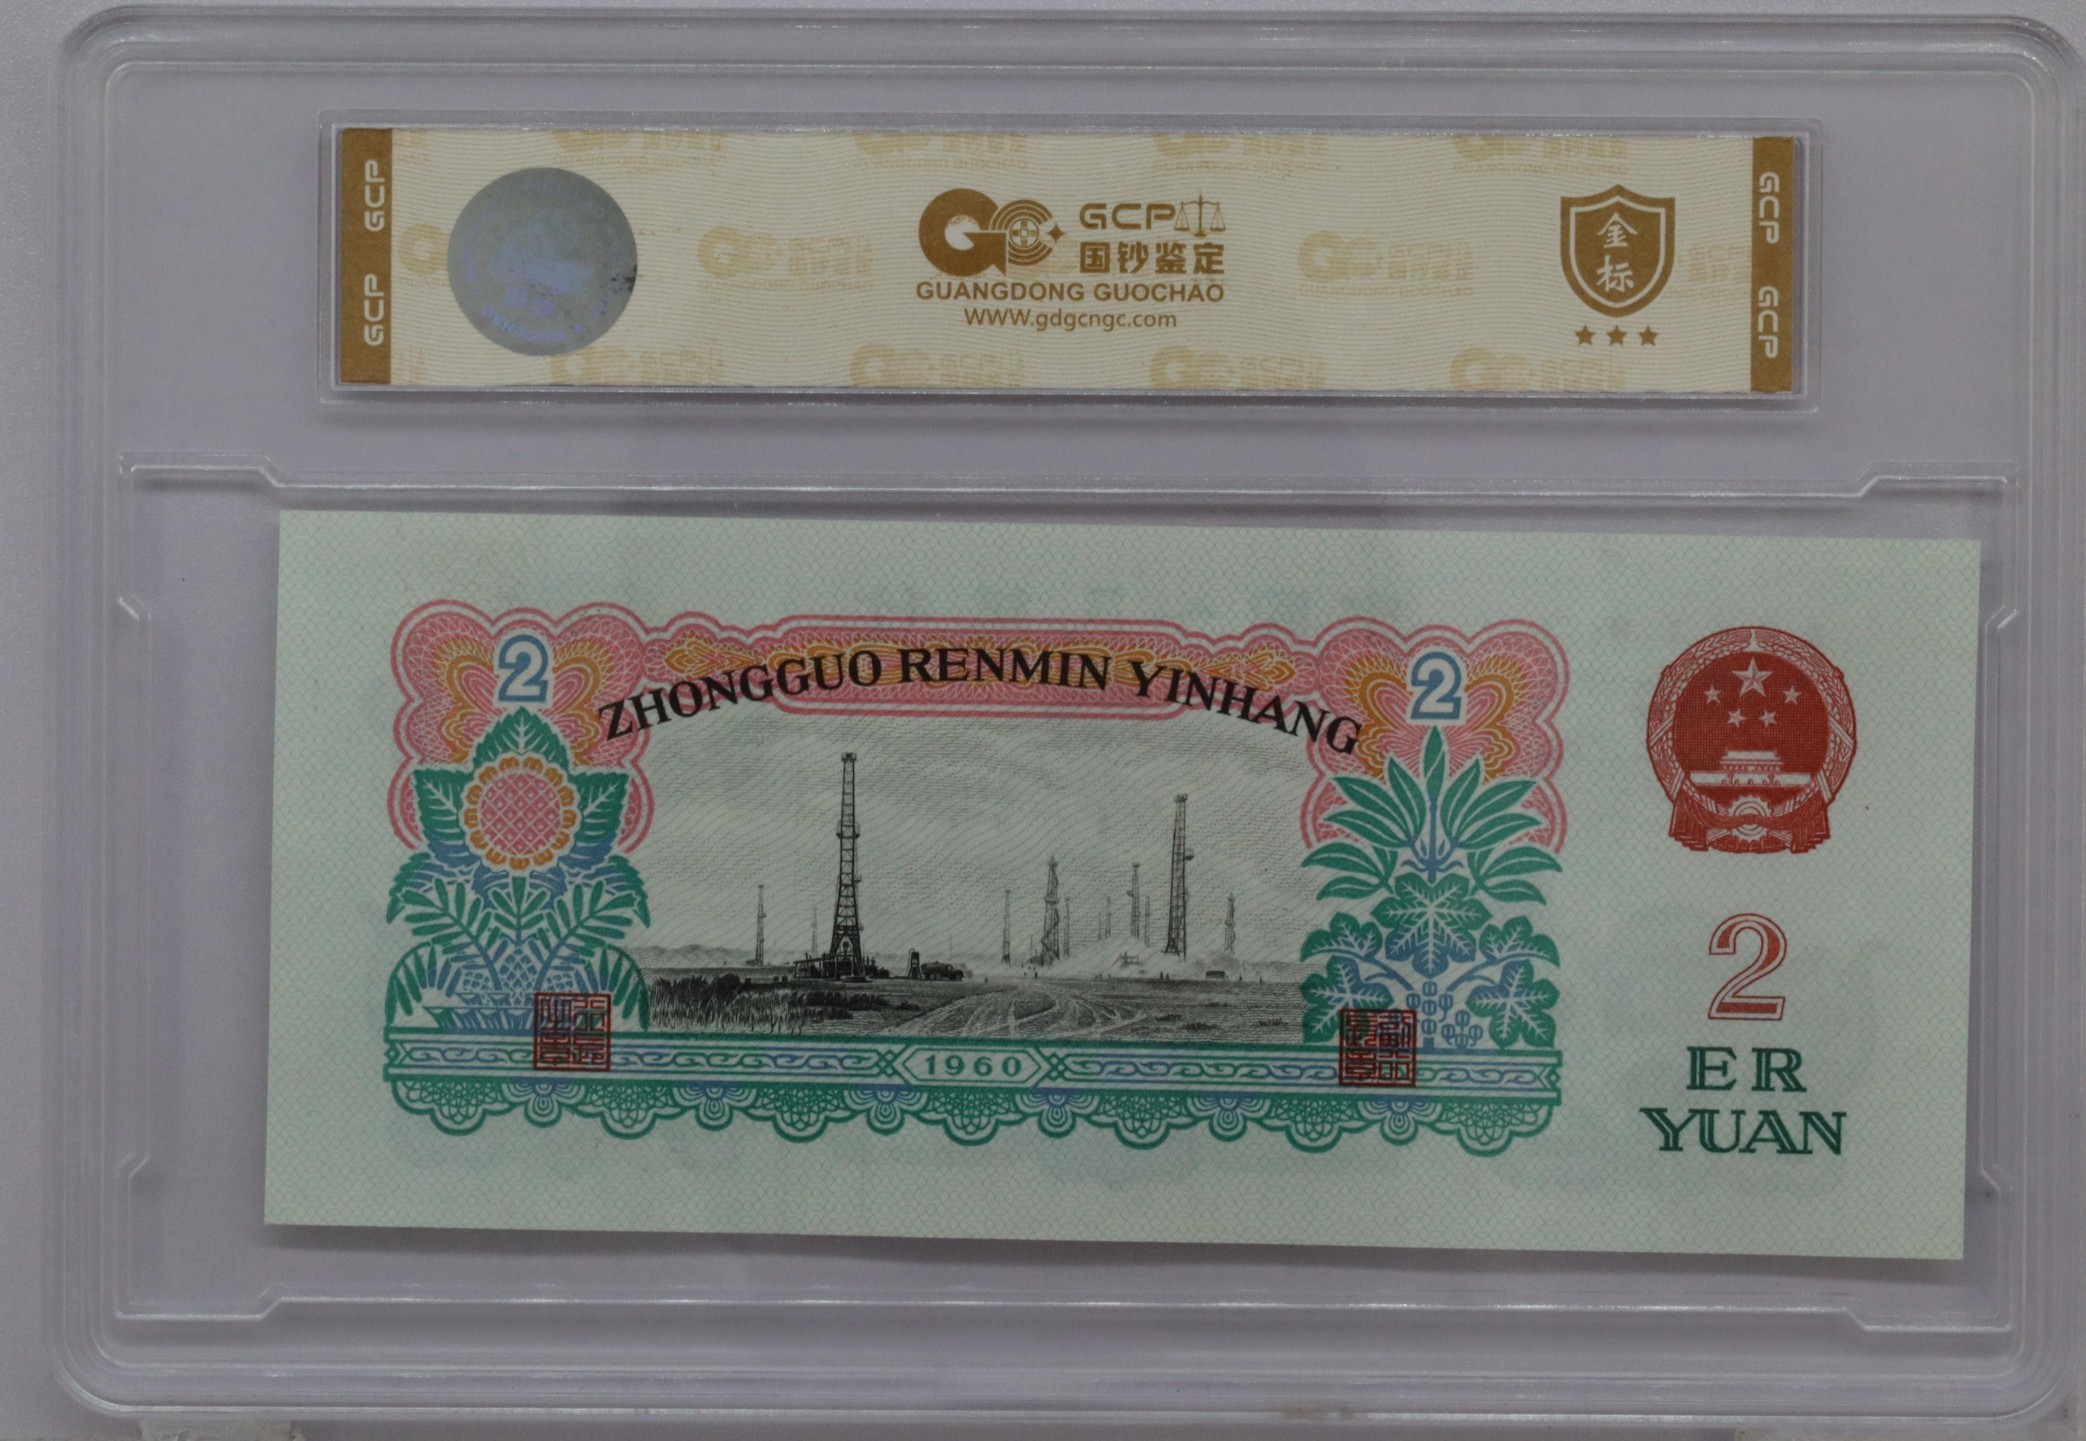 GCP GCP
GCP 国钞鉴定
GUANGDONG GUOCHAO
WWW.gdgcngc.com
金标
GCP GCP
2
ZHONGGUO RENMIN YINHANG
2
1960
2
ER
YUAN